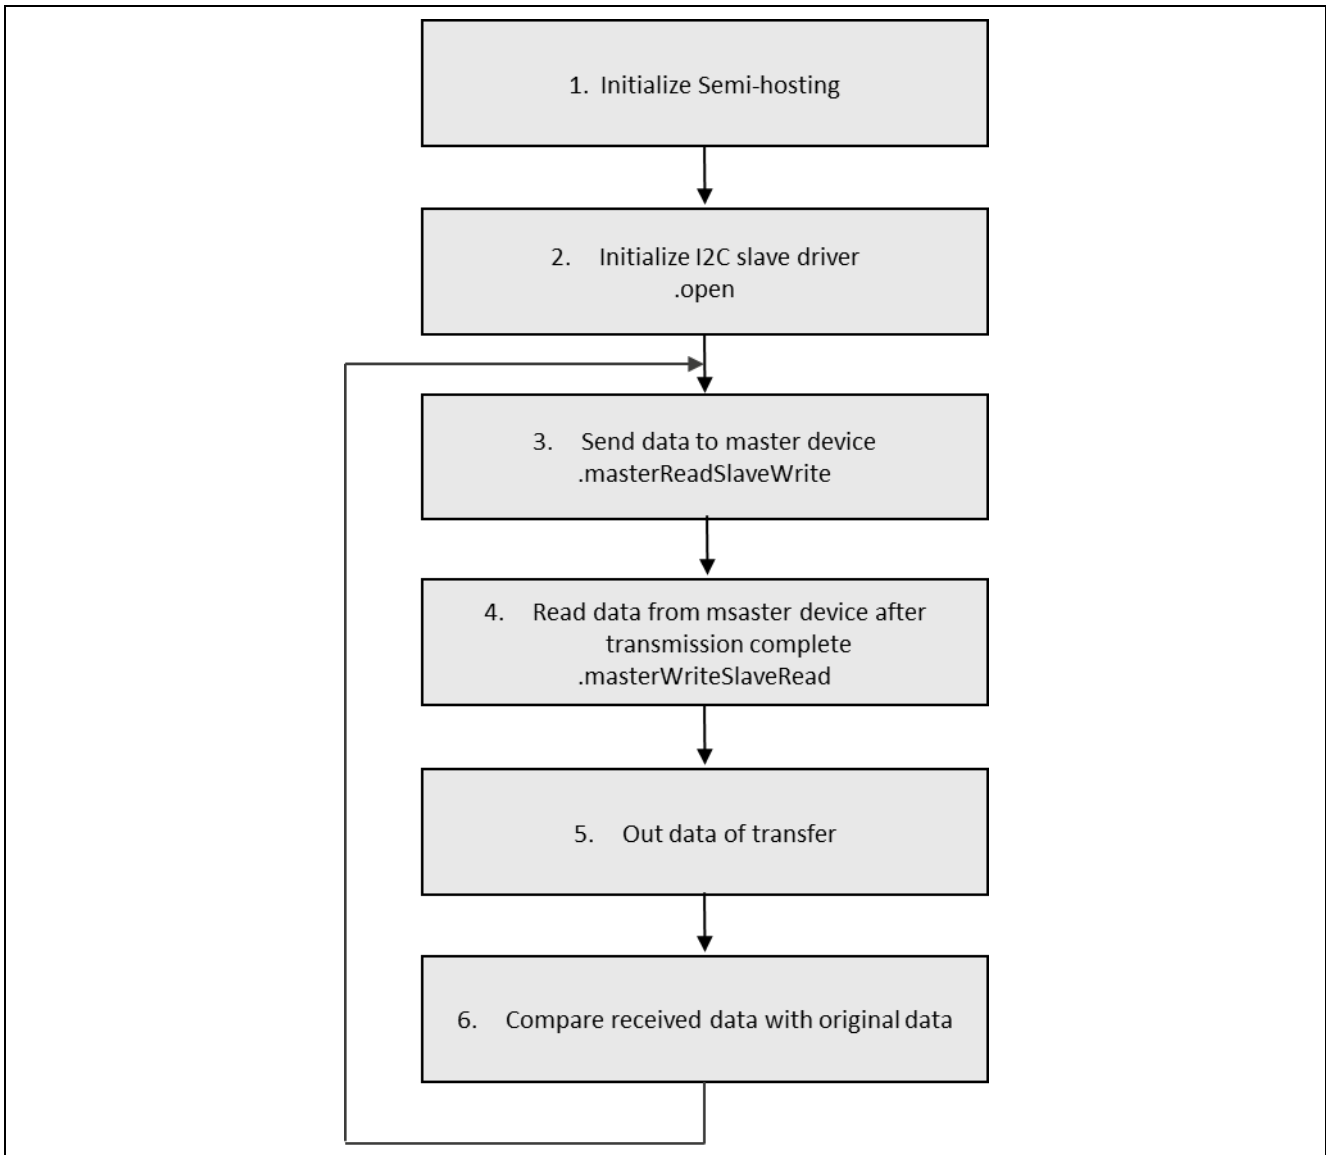 1. Initialize Semi-hosting
2. Initialize I2C slave driver
.open
3. Send data to master device
.masterReadSlaveWrite
4. Read data from msaster device after
transmission complete
.masterWriteSlaveRead
5. Out data of transfer
6. Compare received data with original data